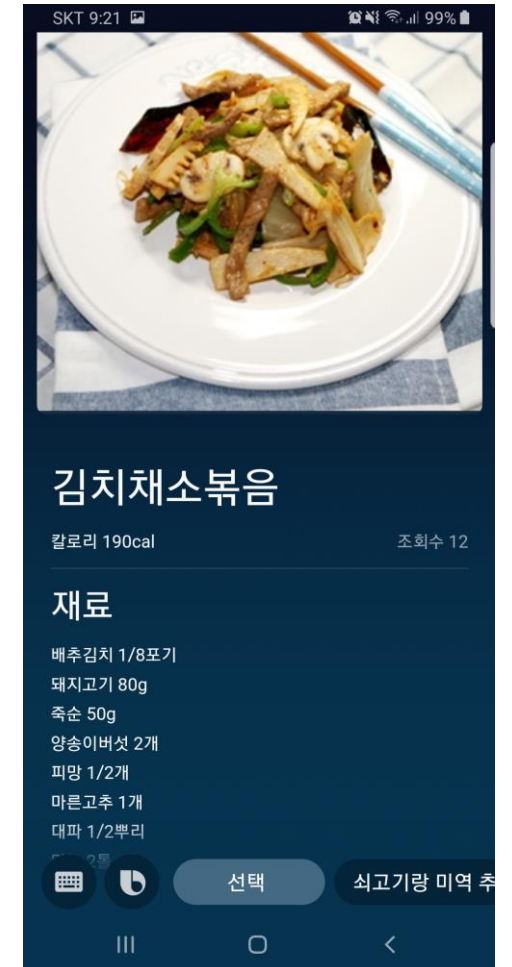 SKT 9:21 99%
김치채소볶음
칼로리 190cal 조회수 12
재료
배추김치 1/8포기
돼지고기 80g
죽순 50g
양송이버섯 2개
피망 1/2개
마른고추 1개
대파 1/2뿌리
2톨
선택 쇠고기랑 미역 추